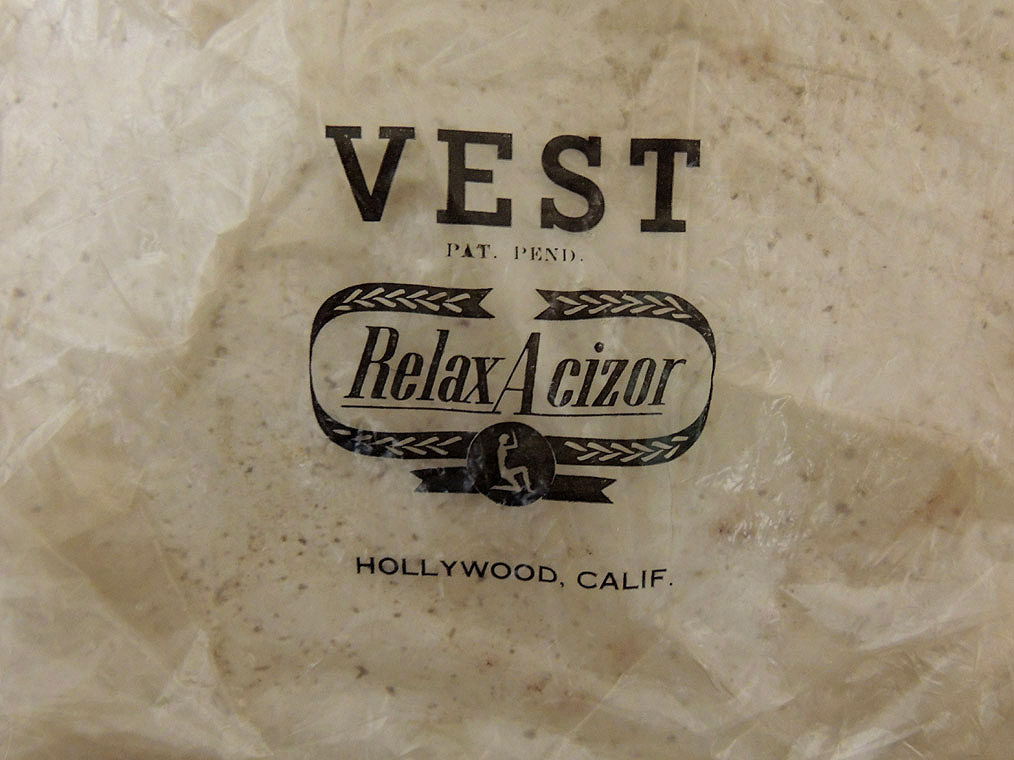 VEST
PAT. PEND.
RelaxAcizor
HOLLYWOOD, CALIF.